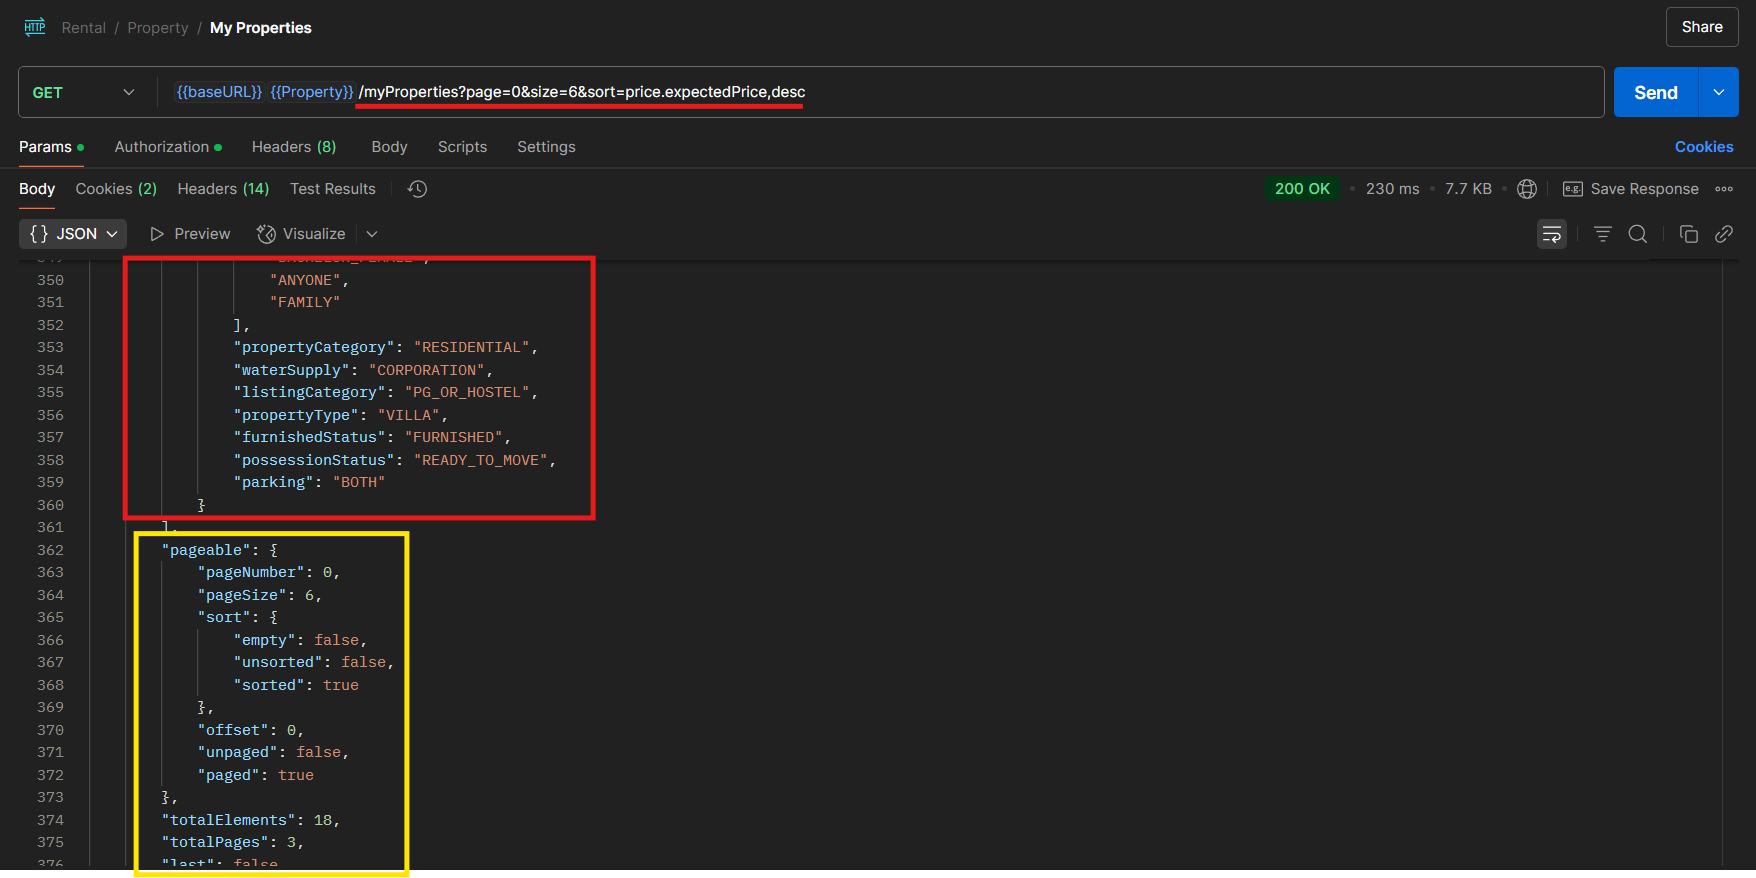 HTTP Rental / Property / My Properties Share
GET {{baseURL}} {{Property}} /myProperties?page=0&size=6&sort=price.expectedPrice,desc Send
Params Authorization Headers (8) Body Scripts Settings Cookies
Body Cookies (2) Headers (14) Test Results 200 OK 230 ms 7.7 KB e.g. Save Response
{} JSON Preview Visualize
350 "ANYONE",
351 "FAMILY"
352 ],
353 "propertyCategory": "RESIDENTIAL",
354 "waterSupply": "CORPORATION",
355 "listingCategory": "PG_OR_HOSTEL",
356 "propertyType": "VILLA",
357 "furnishedStatus": "FURNISHED",
358 "possessionStatus": "READY_TO_MOVE",
359 "parking": "BOTH"
360 }
361 ],
362 "pageable": {
363 "pageNumber": 0,
364 "pageSize": 6,
365 "sort": {
366 "empty": false,
367 "unsorted": false,
368 "sorted": true
369 },
370 "offset": 0,
371 "unpaged": false,
372 "paged": true
373 },
374 "totalElements": 18,
375 "totalPages": 3,
376 "last": false